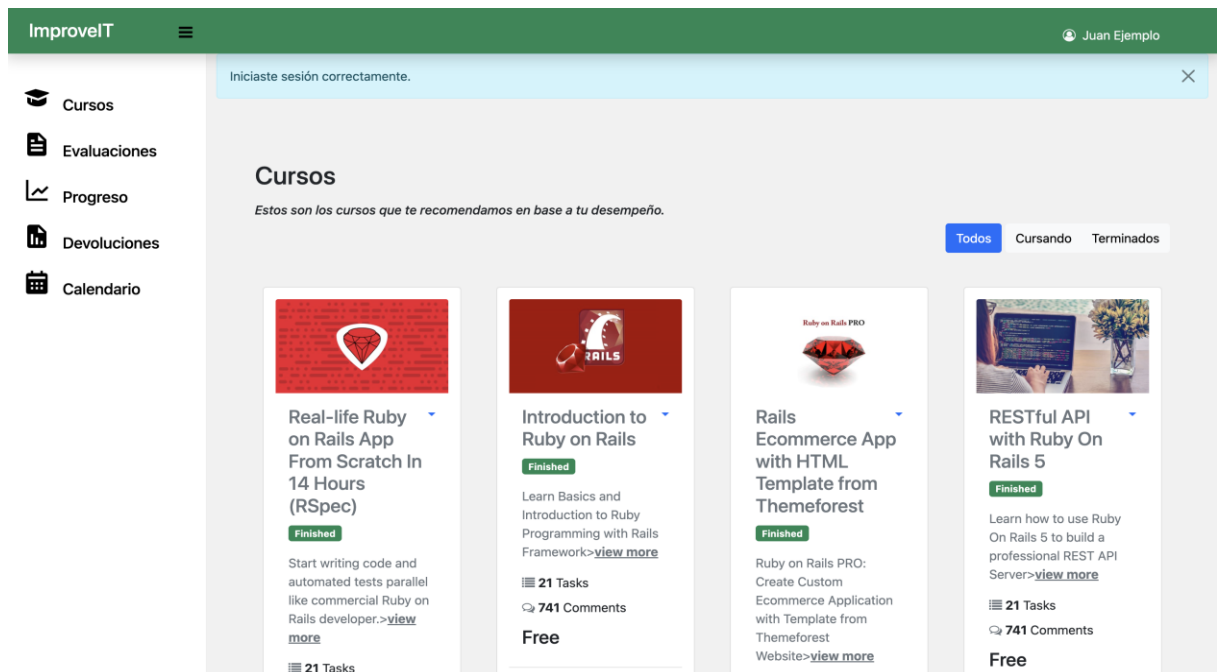 ImproveIT
Juan Ejemplo
Iniciaste sesión correctamente.
Cursos
Evaluaciones
Progreso
Devoluciones
Calendario
Cursos
Estos son los cursos que te recomendamos en base a tu desempeño.
Todos Cursando Terminados
Real-life Ruby
on Rails App
From Scratch In
14 Hours
(RSpec)
Finished
Start writing code and
automated tests parallel
like commercial Ruby on
Rails developer.>view
more
21 Tasks
RAILS
Introduction to
Ruby on Rails
Finished
Learn Basics and
Introduction to Ruby
Programming with Rails
Framework>view more
21 Tasks
741 Comments
Free
Ruby on Rails PRO
Rails
Ecommerce App
with HTML
Template from
Themeforest
Finished
Ruby on Rails PRO:
Create Custom
Ecommerce Application
with Template from
Themeforest
Website>view more
RESTful API
with Ruby On
Rails 5
Finished
Learn how to use Ruby
On Rails 5 to build a
professional REST API
Server>view more
21 Tasks
741 Comments
Free